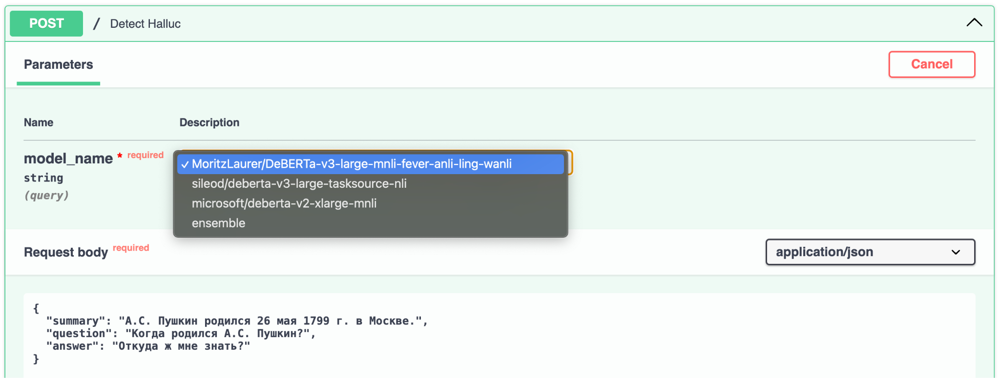 POST / Detect Halluc
Parameters
Cancel
Name Description
model_name * required
string
(query)
✓ MoritzLaurer/DeBERTa-v3-large-mnli-fever-anli-ling-wanli
sileod/deberta-v3-large-tasksource-nli
microsoft/deberta-v2-xlarge-mnli
ensemble
Request body required
application/json
{
"summary": "А.С. Пушкин родился 26 мая 1799 г. в Москве.",
"question": "Когда родился А.С. Пушкин?",
"answer": "Откуда ж мне знать?"
}